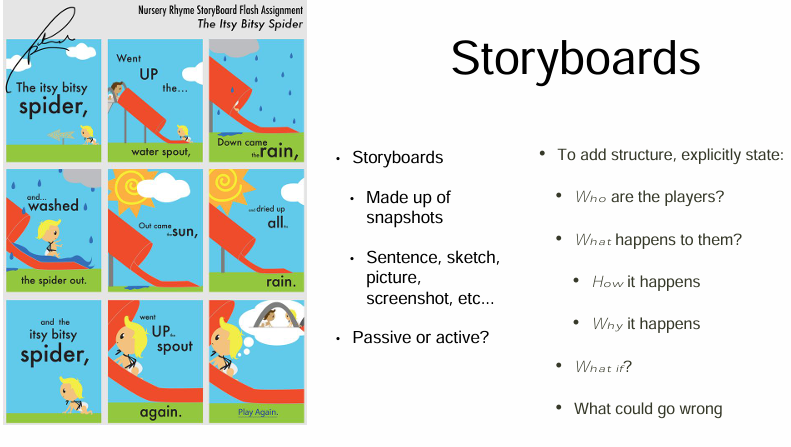 Nursery Rhyme StoryBoard Flash Assignment
The Itsy Bitsy Spider
The itsy bitsy
spider,
Went
UP
the...
water spout,
Down came
the rain,
and...
washed
the spider out.
Out came
the sun,
and dried up
all the
rain.
and the
itsy bitsy
spider,
went
UP the
spout
again.
Play Again.
Storyboards
• Storyboards
• Made up of
snapshots
• Sentence, sketch,
picture,
screenshot, etc...
• Passive or active?
• To add structure, explicitly state:
• Who are the players?
• What happens to them?
• How it happens
• Why it happens
• What if?
• What could go wrong